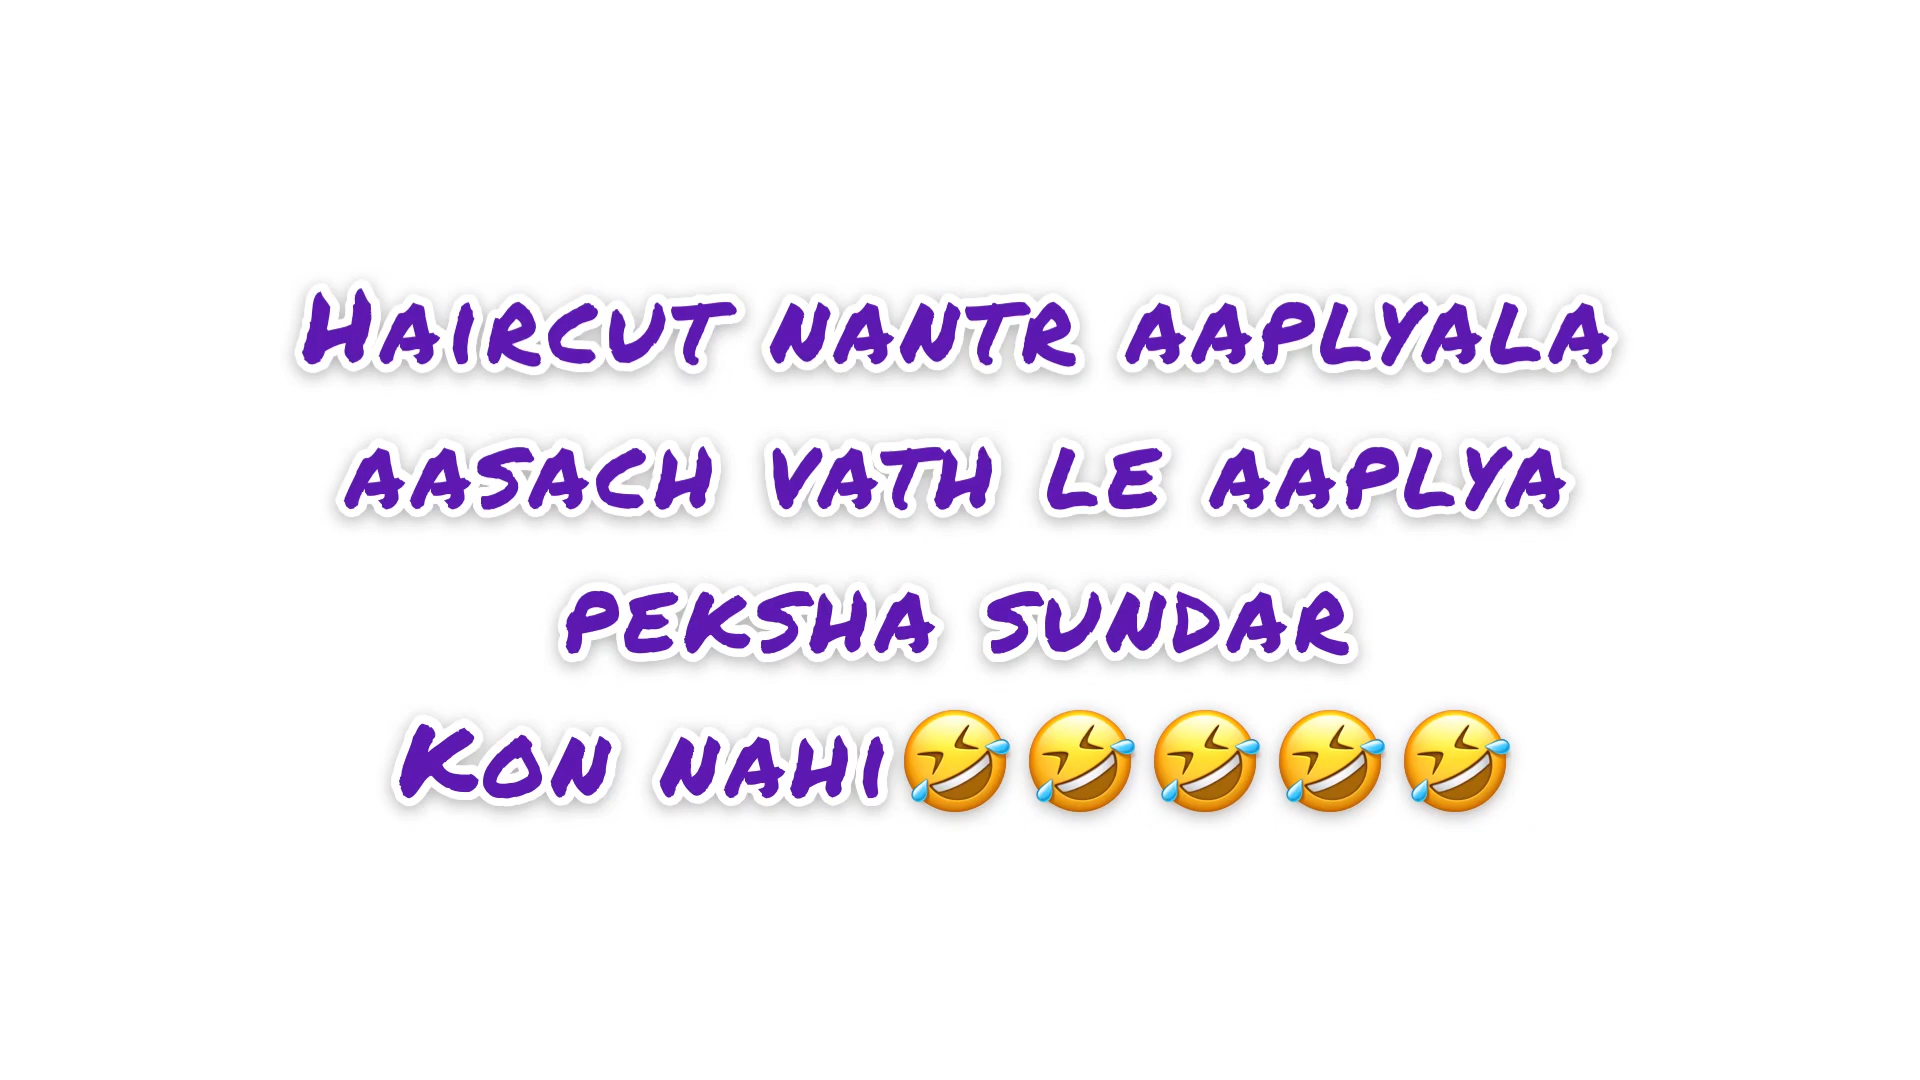 Haircut nantr aaplyala
aasach vath le aaplya
peksha sundar
Kon nahi🤣🤣🤣🤣🤣